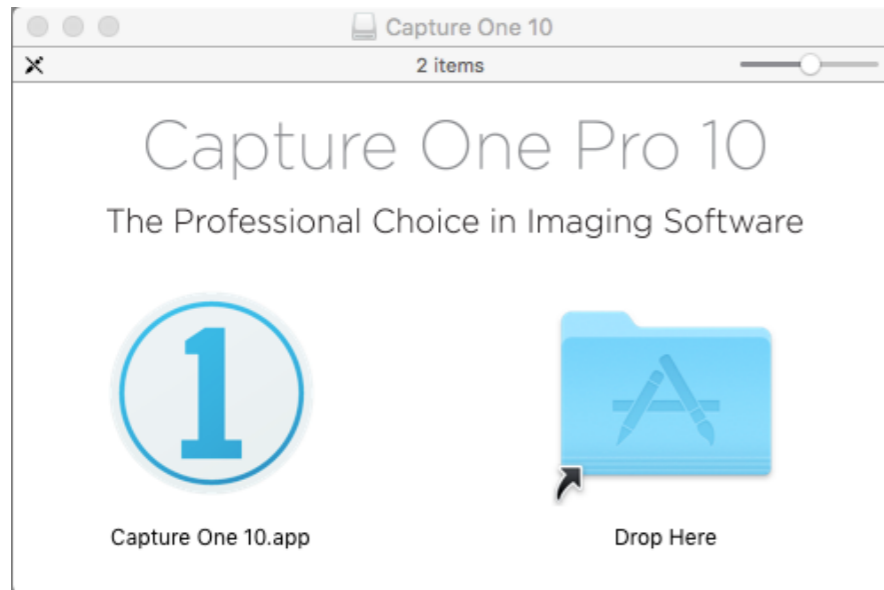 Capture One 10
2 items
Capture One Pro 10
The Professional Choice in Imaging Software
1
Capture One 10.app
Drop Here